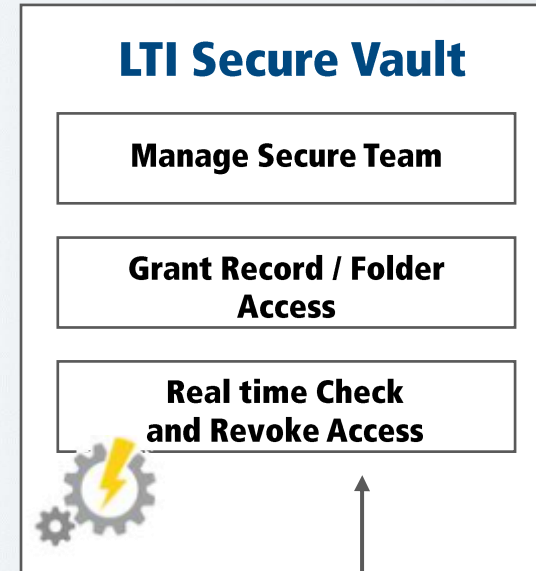 LTI Secure Vault
Manage Secure Team
Grant Record / Folder
Access
Real time Check
and Revoke Access